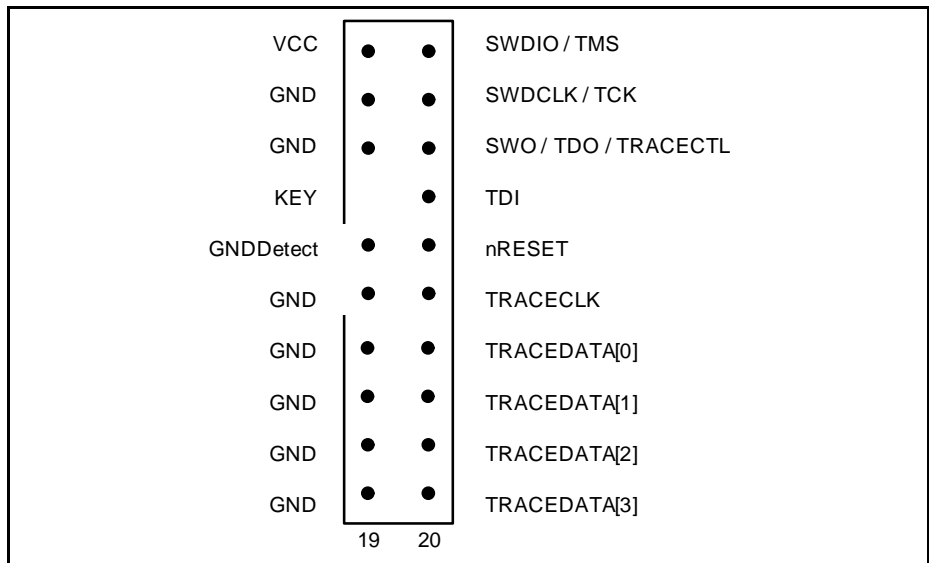 VCC SWDIO / TMS
GND SWDCLK / TCK
GND SWO / TDO / TRACECTL
KEY TDI
GNDDetect nRESET
GND TRACECLK
GND TRACEDATA[0]
GND TRACEDATA[1]
GND TRACEDATA[2]
GND TRACEDATA[3]
19 20